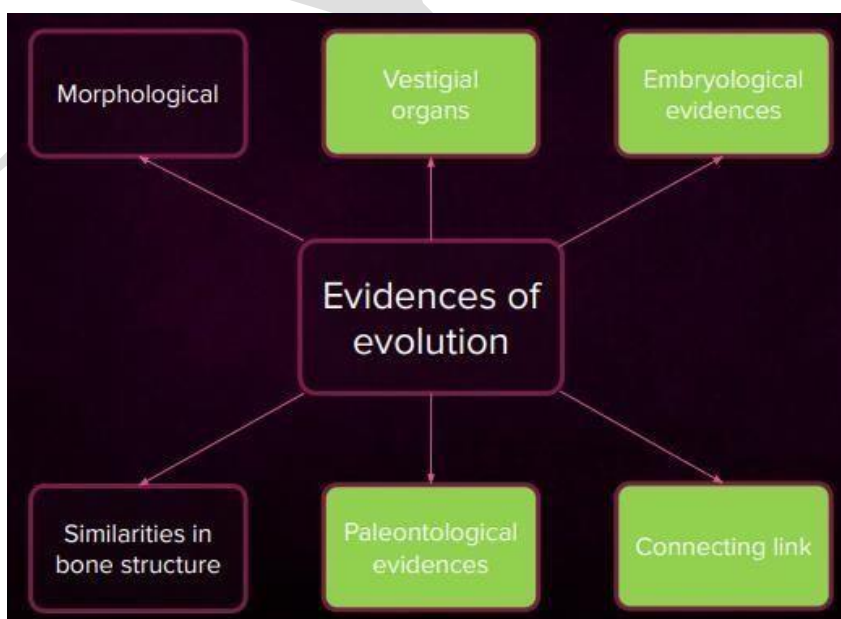 Morphological
Vestigial
organs
Embryological
evidences
Evidences of
evolution
Similarities in
bone structure
Paleontological
evidences
Connecting link